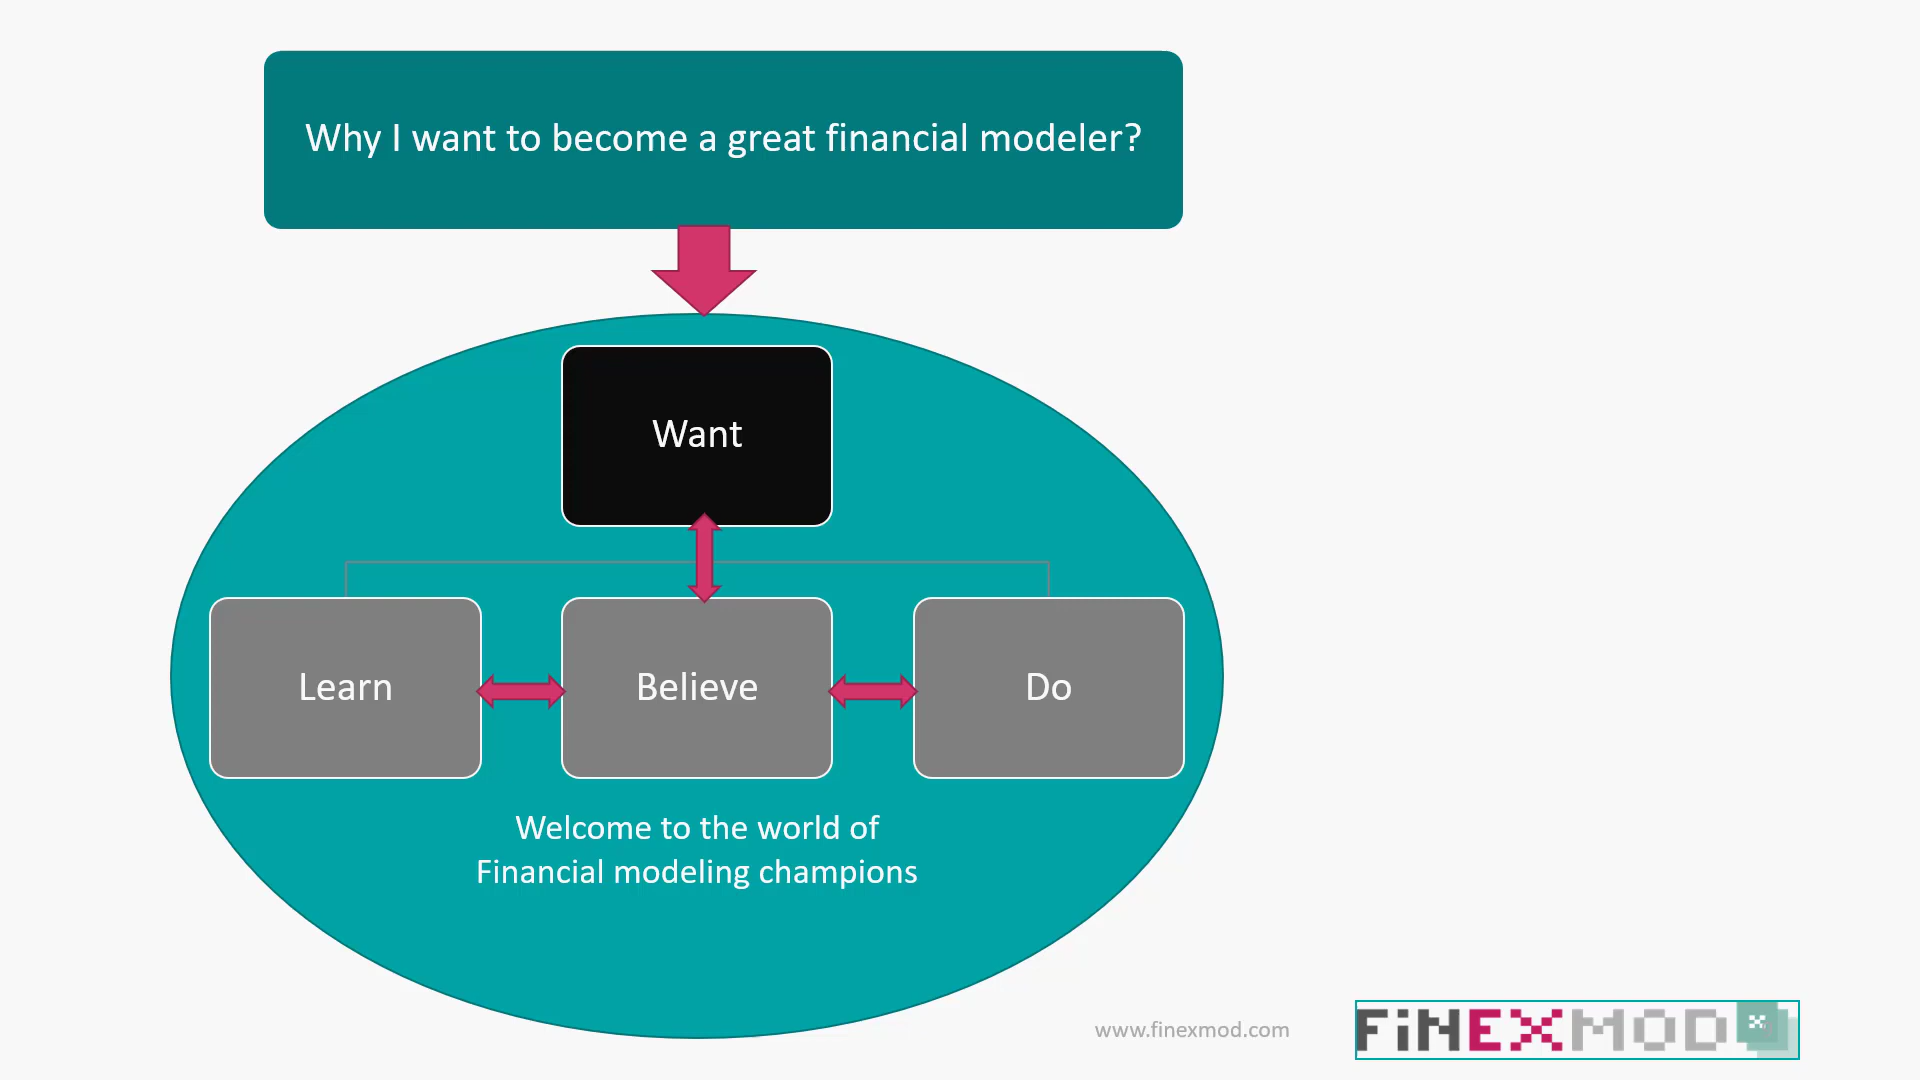 Why I want to become a great financial modeler?
Want
Learn
Believe
Do
Welcome to the world of
Financial modeling champions
www.finexmod.com
FiNEXMOD